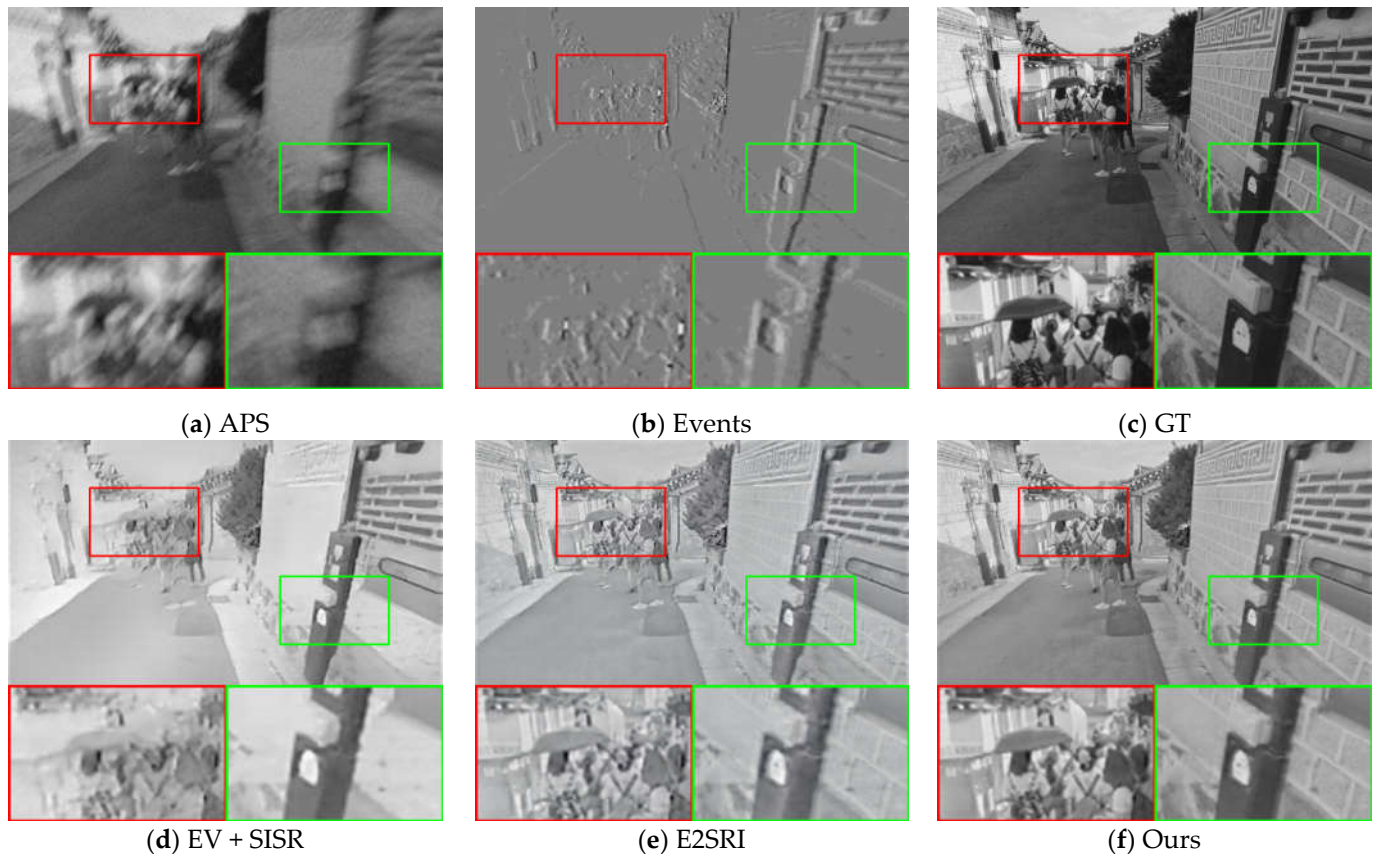 (a) APS
(b) Events
(c) GT
(d) EV + SISR
(e) E2SRI
(f) Ours